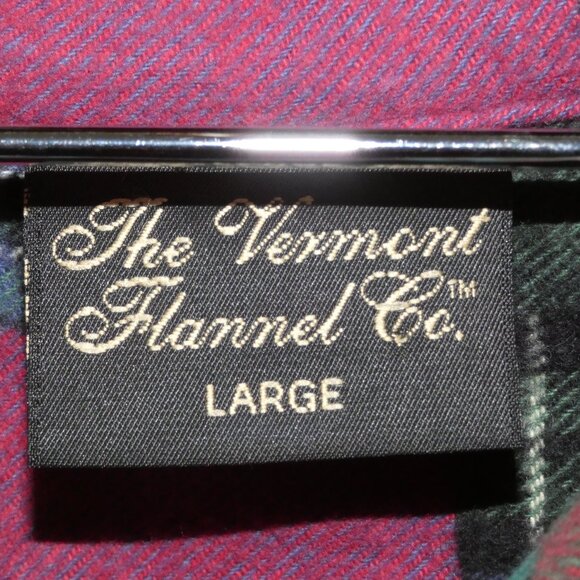 The Vermont
Flannel Co.™
LARGE